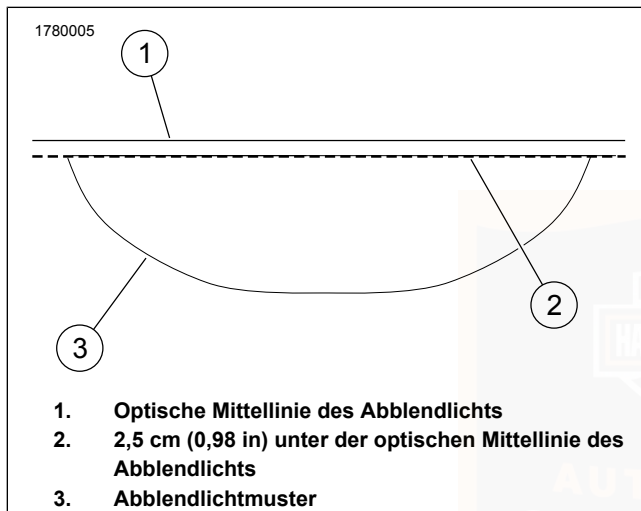 1780005
1
2
3
1. Optische Mittellinie des Abblendlichts
2. 2,5 cm (0,98 in) unter der optischen Mittellinie des
Abblendlichts
3. Abblendlichtmuster